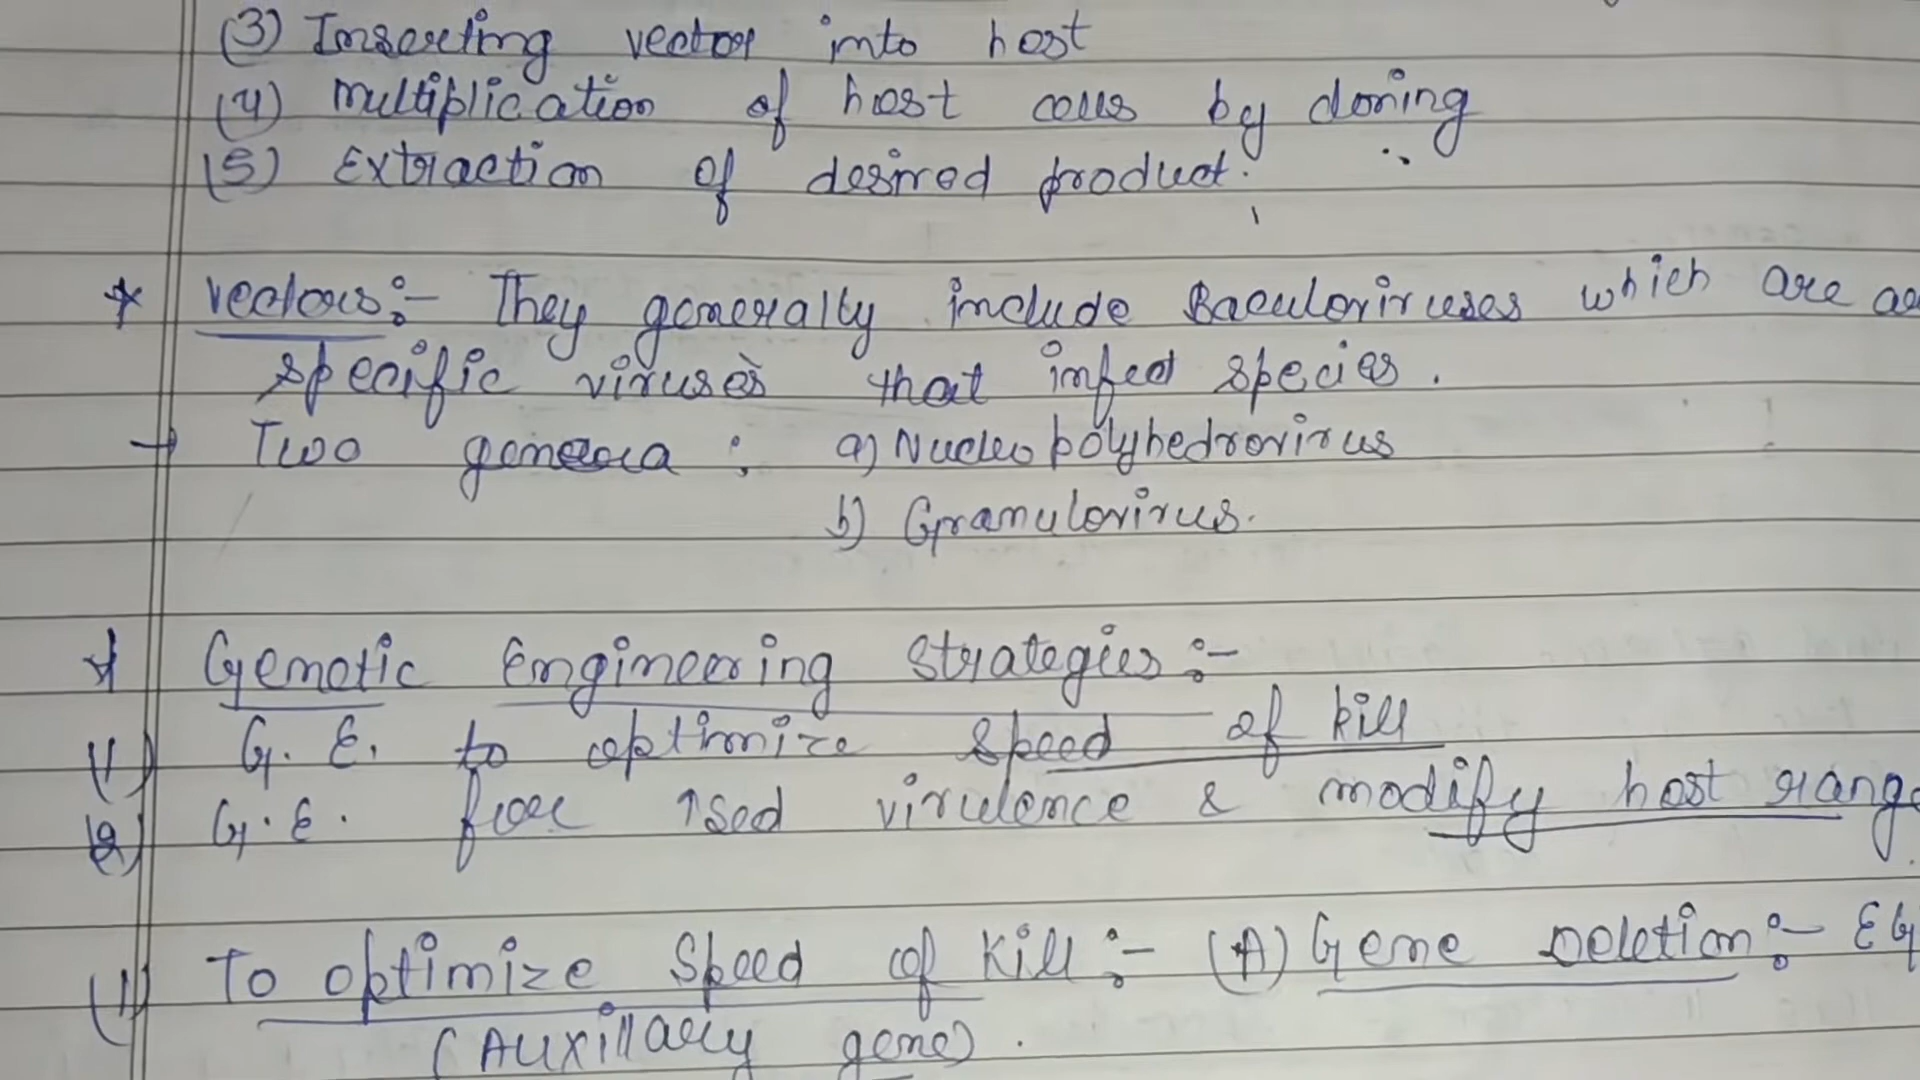 (3) Inserting vector into host
(4) Multiplication of host cells by cloning
(5) Extraction of desired product.
* Vectors:- They generally include Baculoviruses which are
specific viruses that infect species.
→ Two genera : a) Nucleopolyhedrovirus
b) Granulovirus.
* Genetic Engineering Strategies:-
(1) G. E. to optimize speed of kill
(2) G. E. for ↑sed virulence & modify host range
(1) To optimize Speed of Kill :- (A) Gene Deletion:- EG
(Auxillary gene) .